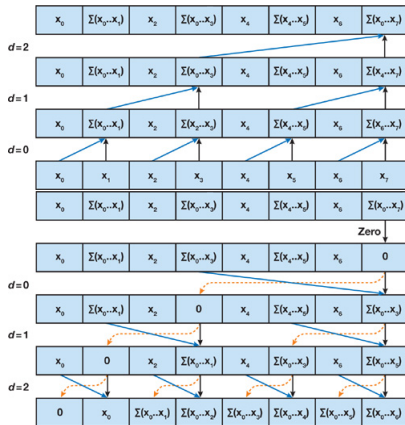 x₀ Σ(x₀..x₁) x₂ Σ(x₀..x₃) x₄ Σ(x₄..x₅) x₆ Σ(x₀..x₇)
d=2
x₀ Σ(x₀..x₁) x₂ Σ(x₀..x₃) x₄ Σ(x₄..x₅) x₆ Σ(x₄..x₇)
d=1
x₀ Σ(x₀..x₁) x₂ Σ(x₂..x₃) x₄ Σ(x₄..x₅) x₆ Σ(x₆..x₇)
d=0
x₀ x₁ x₂ x₃ x₄ x₅ x₆ x₇
x₀ Σ(x₀..x₁) x₂ Σ(x₀..x₃) x₄ Σ(x₄..x₅) x₆ Σ(x₀..x₇)
Zero
x₀ Σ(x₀..x₁) x₂ Σ(x₀..x₃) x₄ Σ(x₄..x₅) x₆ 0
d=0
x₀ Σ(x₀..x₁) x₂ 0 x₄ Σ(x₄..x₅) x₆ Σ(x₀..x₃)
d=1
x₀ 0 x₂ Σ(x₀..x₁) x₄ Σ(x₀..x₃) x₆ Σ(x₀..x₅)
d=2
0 x₀ Σ(x₀..x₁) Σ(x₀..x₂) Σ(x₀..x₃) Σ(x₀..x₄) Σ(x₀..x₅) Σ(x₀..x₆)